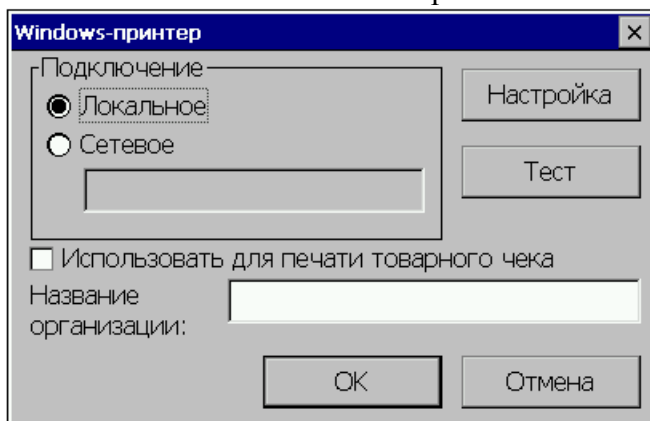 Windows-принтер
Подключение
Локальное
Настройка
Сетевое
Тест
Использовать для печати товарного чека
Название
организации:
OK
Отмена